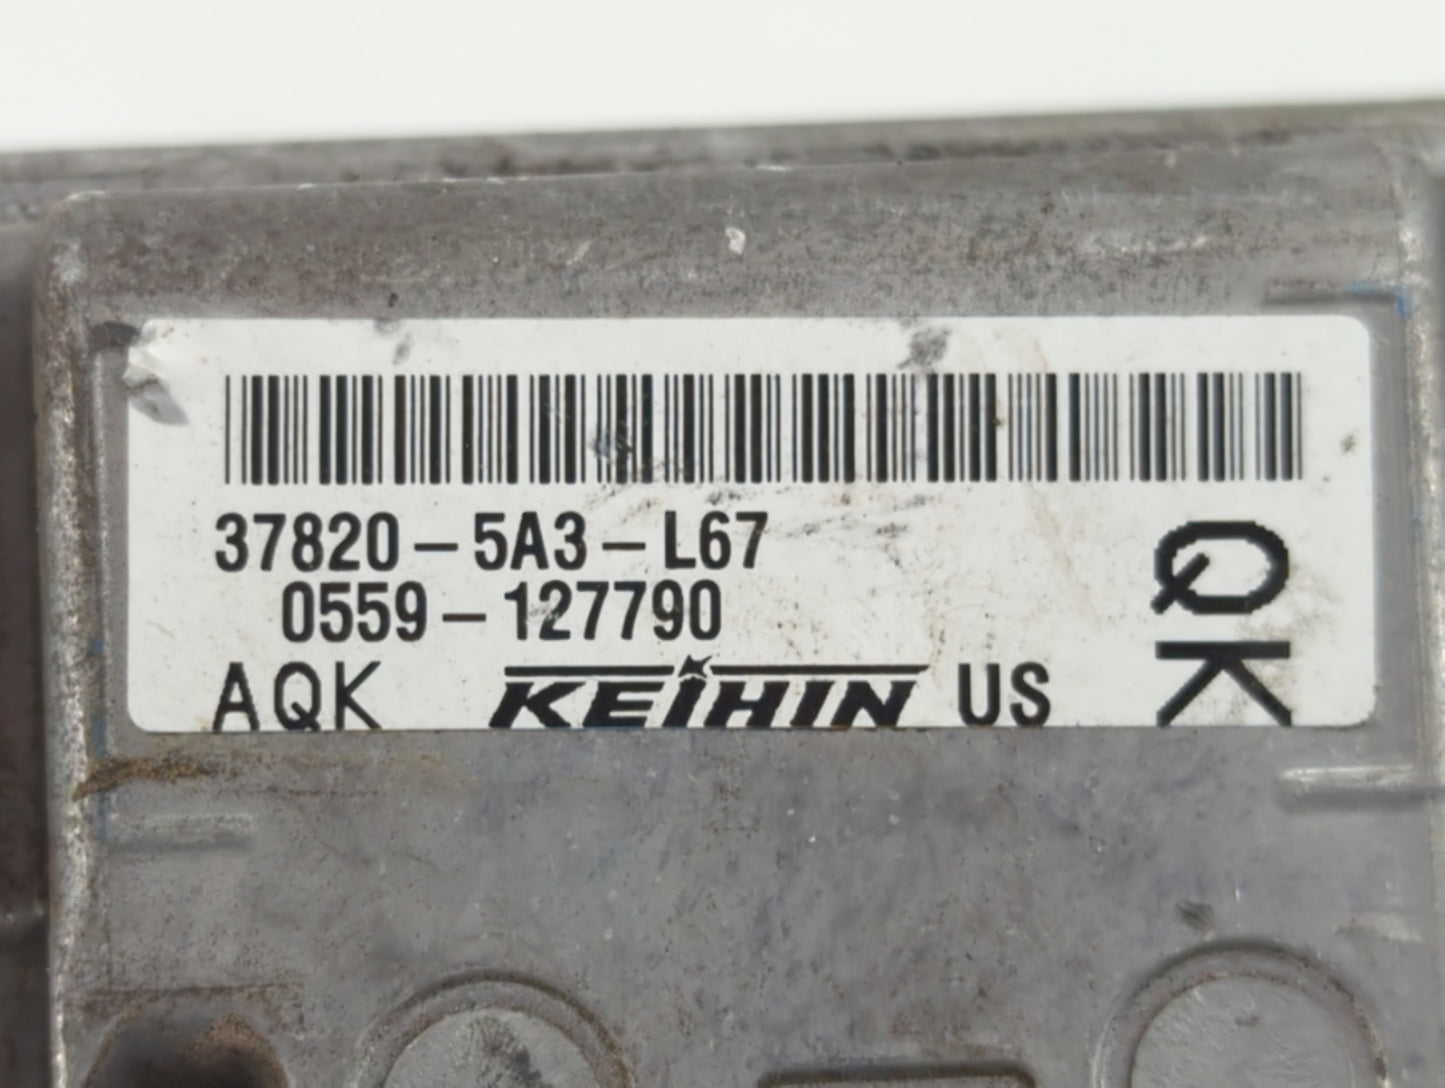 37820-5A3-L67
0559-127790
AQK KEIHIN US
QK